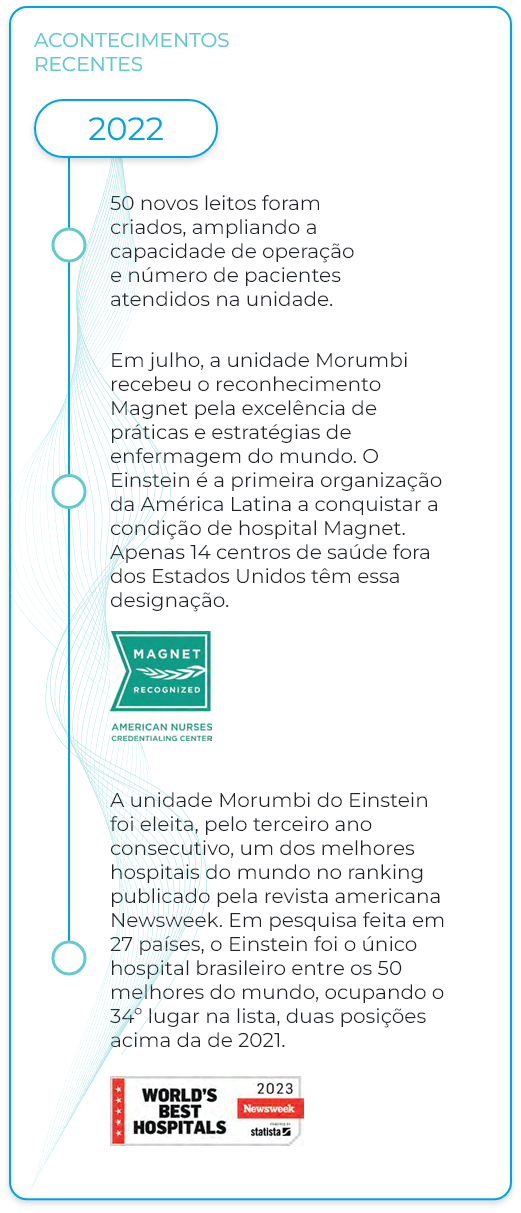 ACONTECIMENTOS
RECENTES
2022
50 novos leitos foram
criados, ampliando a
capacidade de operação
e número de pacientes
atendidos na unidade.
Em julho, a unidade Morumbi
recebeu o reconhecimento
Magnet pela excelência de
práticas e estratégias de
enfermagem do mundo. O
Einstein é a primeira organização
da América Latina a conquistar a
condição de hospital Magnet.
Apenas 14 centros de saúde fora
dos Estados Unidos têm essa
designação.
MAGNET
RECOGNIZED
AMERICAN NURSES
CREDENTIALING CENTER
A unidade Morumbi do Einstein
foi eleita, pelo terceiro ano
consecutivo, um dos melhores
hospitais do mundo no ranking
publicado pela revista americana
Newsweek. Em pesquisa feita em
27 países, o Einstein foi o único
hospital brasileiro entre os 50
melhores do mundo, ocupando o
34º lugar na lista, duas posições
acima da de 2021.
WORLD'S
BEST
HOSPITALS
2023
Newsweek
POWERED BY
statista